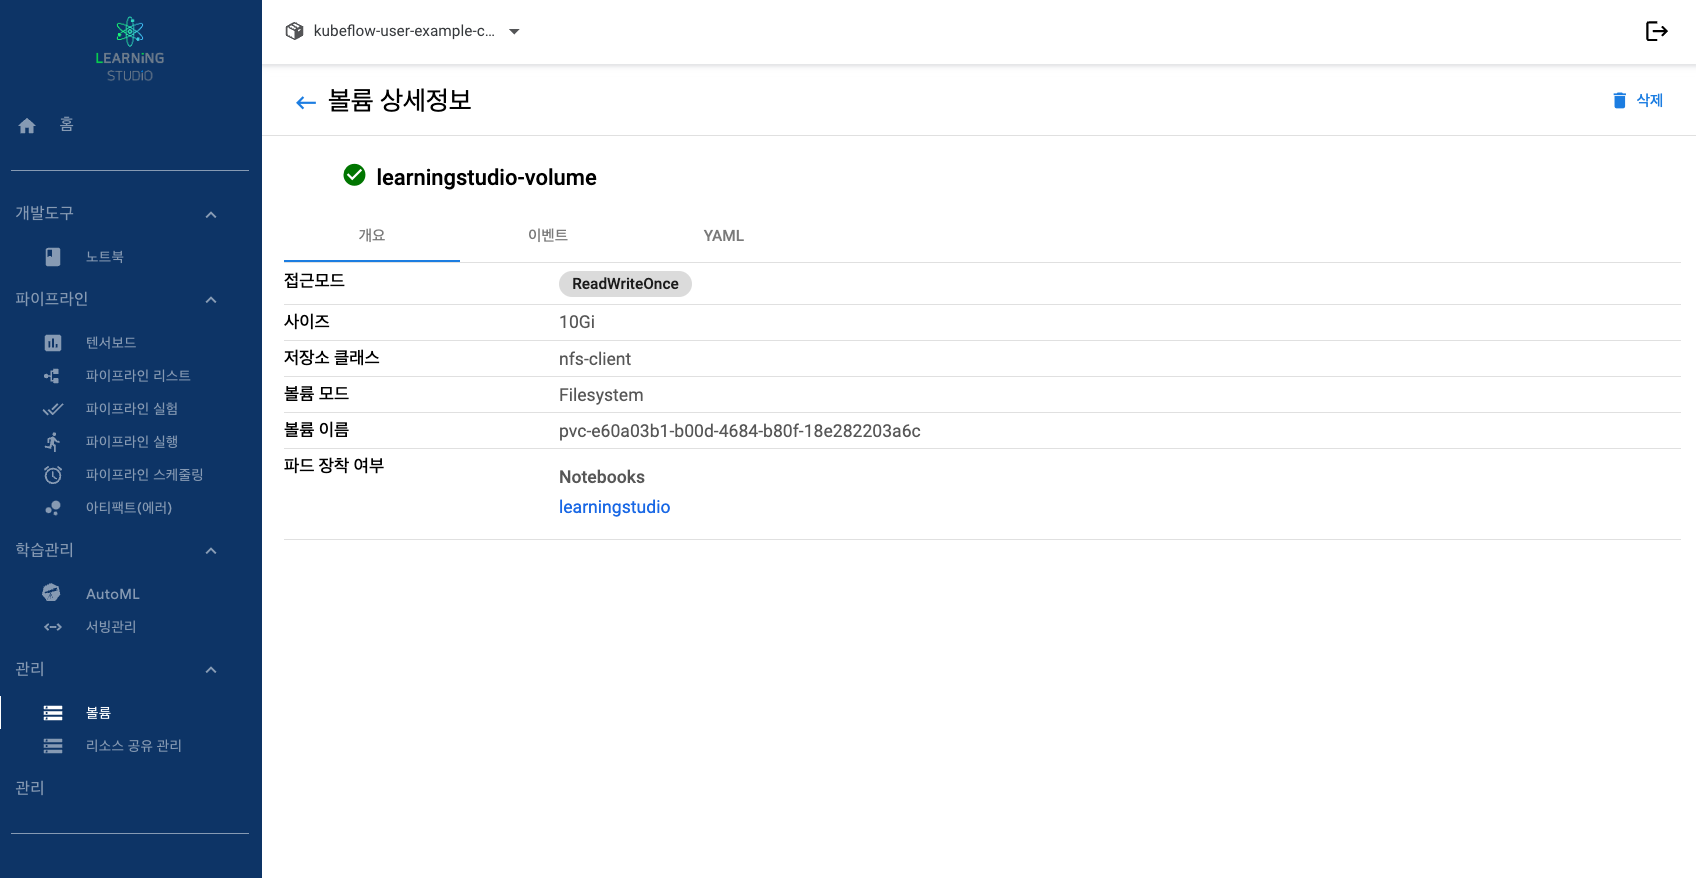 LEARNiNG
STUDiO
홈
개발도구
노트북
파이프라인
텐서보드
파이프라인 리스트
파이프라인 실험
파이프라인 실행
파이프라인 스케줄링
아티팩트(에러)
학습관리
AutoML
서빙관리
관리
볼륨
리소스 공유 관리
관리
kubeflow-user-example-c...
볼륨 상세정보
삭제
learningstudio-volume
개요 이벤트 YAML
접근모드 ReadWriteOnce
사이즈 10Gi
저장소 클래스 nfs-client
볼륨 모드 Filesystem
볼륨 이름 pvc-e60a03b1-b00d-4684-b80f-18e282203a6c
파드 장착 여부 Notebooks
learningstudio